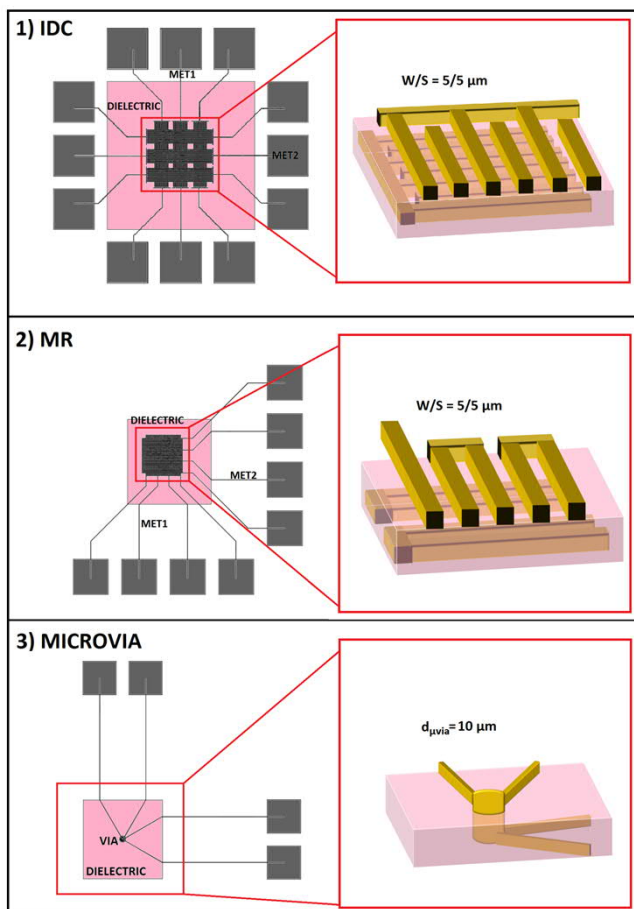 1) IDC
MET1
DIELECTRIC
MET2
W/S = 5/5 µm
2) MR
DIELECTRIC
MET2
MET1
W/S = 5/5 µm
3) MICROVIA
VIA
DIELECTRIC
dµvia= 10 µm